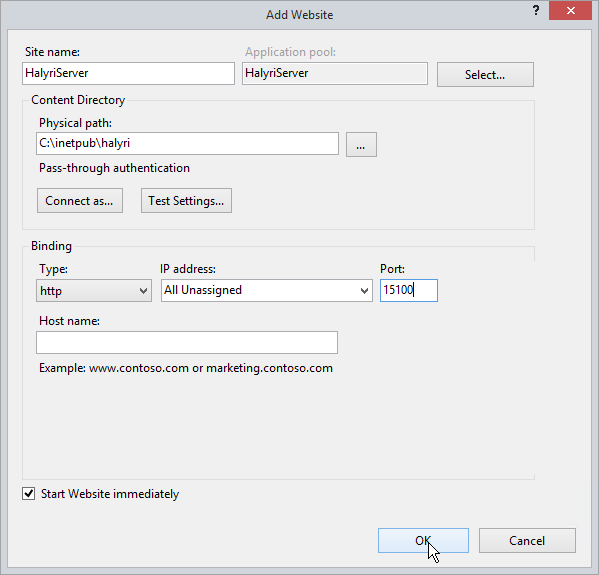 Add Website
?
Site name:
Application pool:
HalyriServer
HalyriServer
Select...
Content Directory
Physical path:
C:\inetpub\halyri
...
Pass-through authentication
Connect as...
Test Settings...
Binding
Type:
IP address:
Port:
http
All Unassigned
15100
Host name:
Example: www.contoso.com or marketing.contoso.com
Start Website immediately
OK
Cancel